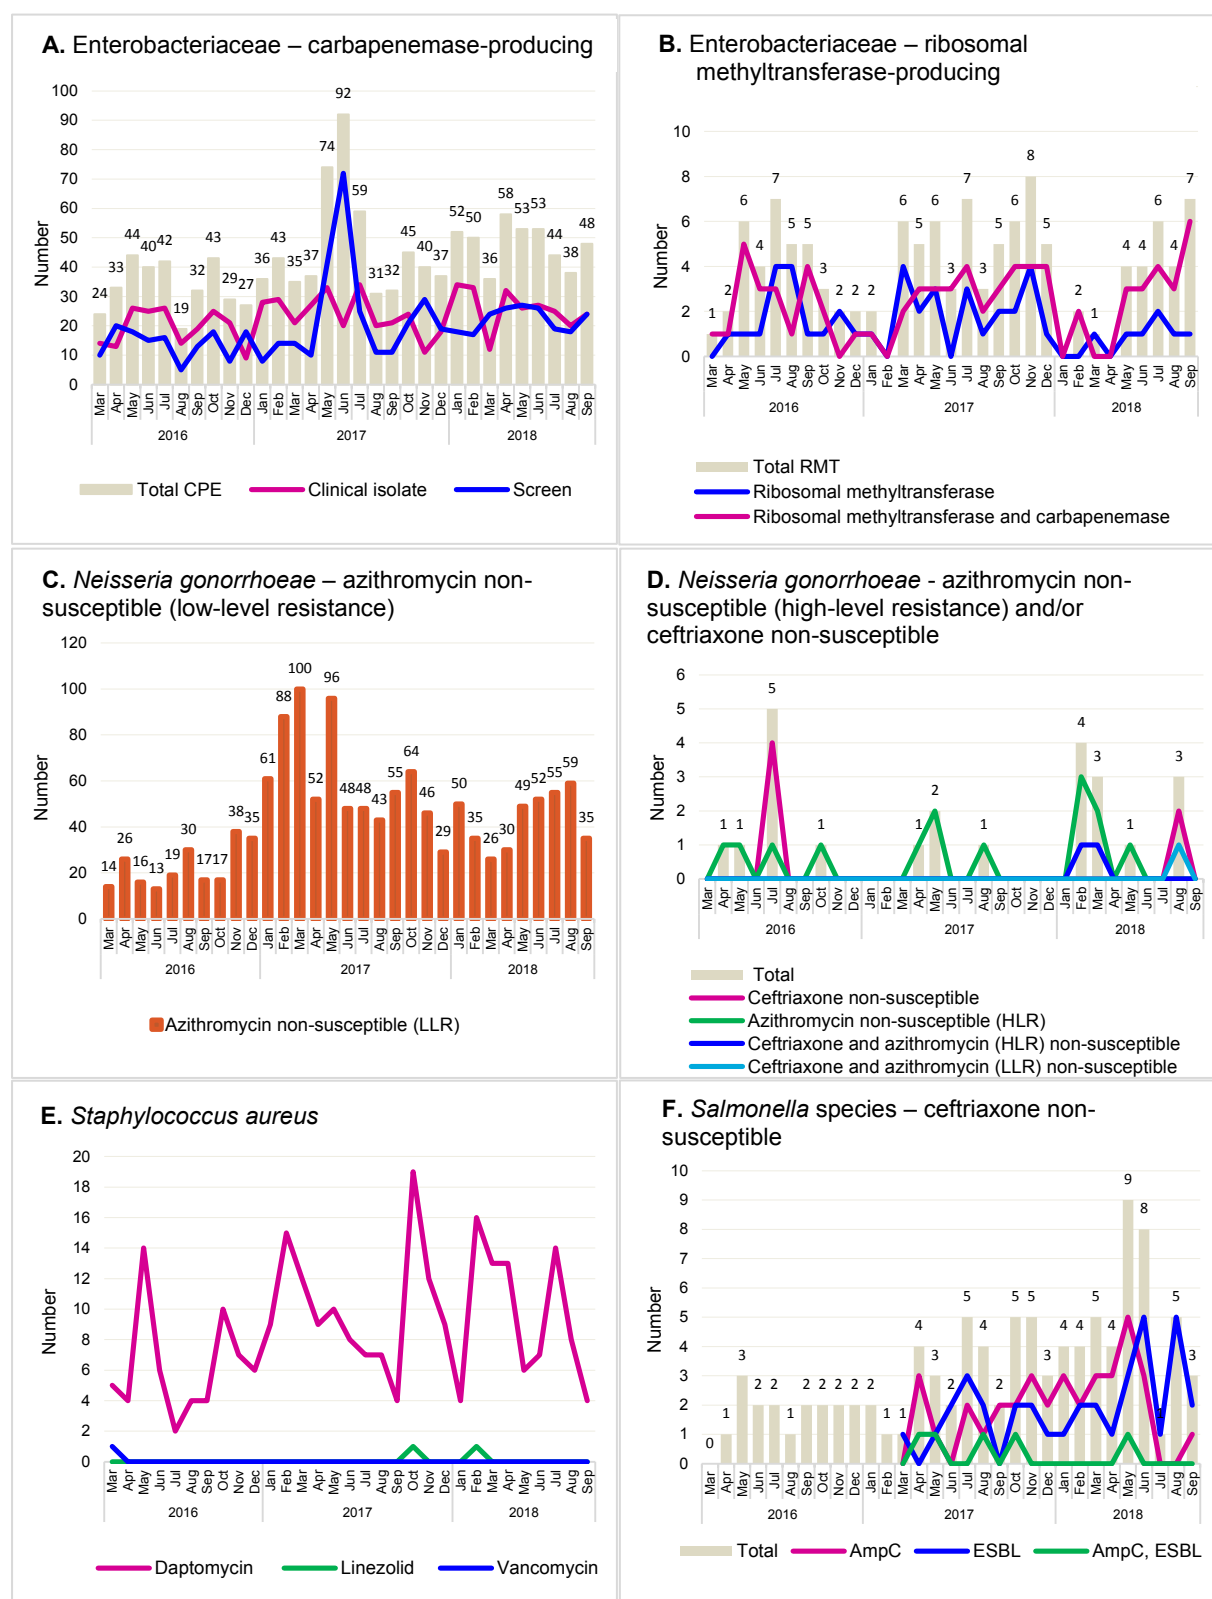 A. Enterobacteriaceae – carbapenemase-producing
100
90
80
70
60
50
40
30
20
10
0
Number
24 33 44 40 42 19 32 43 29 27 36 43 35 37 74 92 59 31 32 45 40 37 52 50 36 58 53 53 44 38 48
Mar Apr May Jun Jul Aug Sep Oct Nov Dec Jan Feb Mar Apr May Jun Jul Aug Sep Oct Nov Dec Jan Feb Mar Apr May Jun Jul Aug Sep
2016 2017 2018
Total CPE Clinical isolate Screen
B. Enterobacteriaceae – ribosomal
methyltransferase-producing
10
8
6
4
2
0
Number
1 2 6 4 7 5 5 3 2 2 2 6 5 6 3 7 3 5 6 8 5 2 1 4 4 6 4 7
Mar Apr May Jun Jul Aug Sep Oct Nov Dec Jan Feb Mar Apr May Jun Jul Aug Sep Oct Nov Dec Jan Feb Mar Apr May Jun Jul Aug Sep
2016 2017 2018
Total RMT
Ribosomal methyltransferase
Ribosomal methyltransferase and carbapenemase
C. Neisseria gonorrhoeae – azithromycin non-
susceptible (low-level resistance)
120
100
80
60
40
20
0
Number
14 26 16 13 19 30 17 17 38 35 61 88 100 52 96 48 48 43 55 64 46 29 50 35 26 30 49 52 55 59 35
Mar Apr May Jun Jul Aug Sep Oct Nov Dec Jan Feb Mar Apr May Jun Jul Aug Sep Oct Nov Dec Jan Feb Mar Apr May Jun Jul Aug Sep
2016 2017 2018
Azithromycin non-susceptible (LLR)
D. Neisseria gonorrhoeae - azithromycin non-
susceptible (high-level resistance) and/or
ceftriaxone non-susceptible
6
5
4
3
2
1
0
Number
1 1 5 1 1 2 1 4 3 1 3
Mar Apr May Jun Jul Aug Sep Oct Nov Dec Jan Feb Mar Apr May Jun Jul Aug Sep Oct Nov Dec Jan Feb Mar Apr May Jun Jul Aug Sep
2016 2017 2018
Total
Ceftriaxone non-susceptible
Azithromycin non-susceptible (HLR)
Ceftriaxone and azithromycin (HLR) non-susceptible
Ceftriaxone and azithromycin (LLR) non-susceptible
E. Staphylococcus aureus
20
18
16
14
12
10
8
6
4
2
0
Number
Mar Apr May Jun Jul Aug Sep Oct Nov Dec Jan Feb Mar Apr May Jun Jul Aug Sep Oct Nov Dec Jan Feb Mar Apr May Jun Jul Aug Sep
2016 2017 2018
Daptomycin Linezolid Vancomycin
F. Salmonella species – ceftriaxone non-
susceptible
10
9
8
7
6
5
4
3
2
1
0
Number
0 1 3 2 2 1 2 2 2 2 2 1 1 4 3 2 5 4 2 5 5 3 4 4 5 4 9 8 1 5 3
Mar Apr May Jun Jul Aug Sep Oct Nov Dec Jan Feb Mar Apr May Jun Jul Aug Sep Oct Nov Dec Jan Feb Mar Apr May Jun Jul Aug Sep
2016 2017 2018
Total AmpC ESBL AmpC, ESBL